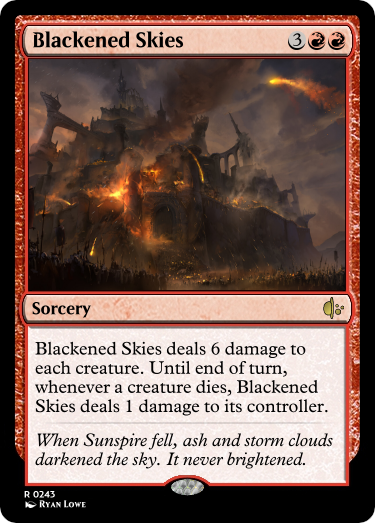 Blackened Skies 3
Sorcery
Blackened Skies deals 6 damage to
each creature. Until end of turn,
whenever a creature dies, Blackened
Skies deals 1 damage to its controller.
When Sunspire fell, ash and storm clouds
darkened the sky. It never brightened.
R 0243
Ryan Lowe